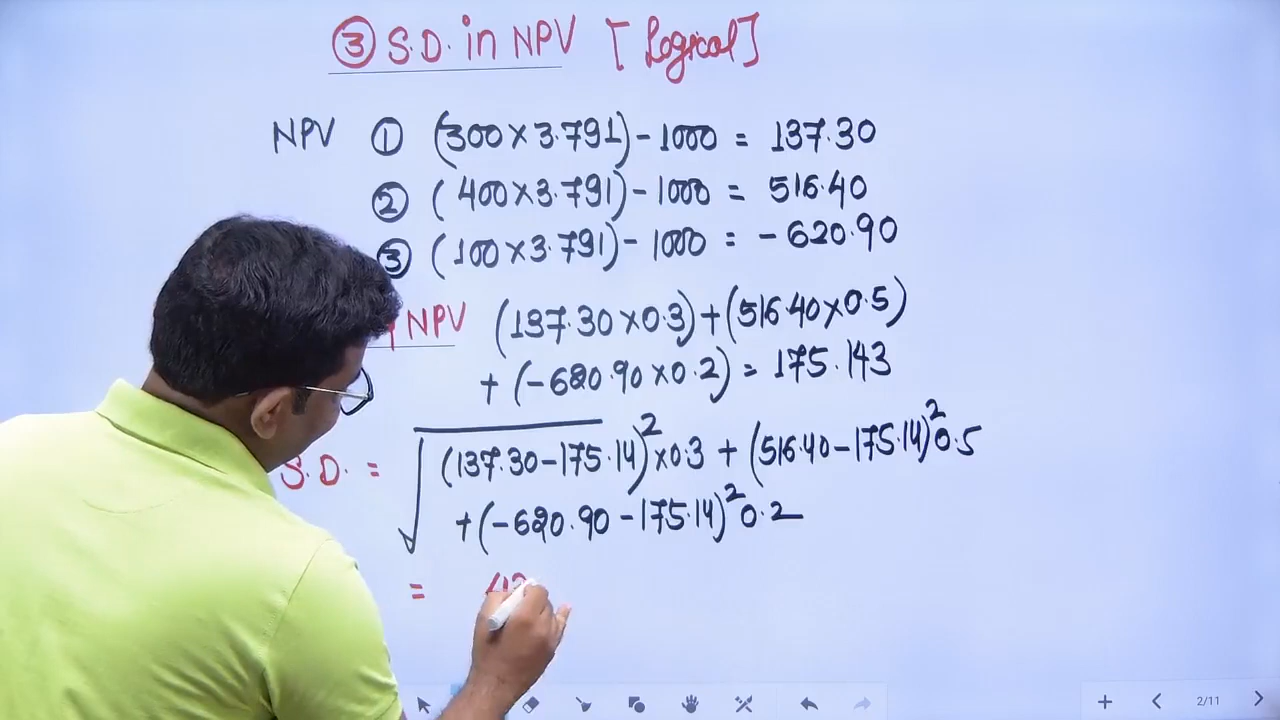 ③ S.D. in NPV [Logical]
NPV ① (300×3.791)-1000 = 137.30
② (400×3.791)-1000 = 516.40
③ (100×3.791)-1000 = -620.90
NPV (137.30×0.3)+(516.40×0.5)
+(-620.90×0.2) = 175.143
S.D. = √(137.30-175.14)²×0.3+(516.40-175.14)²0.5
+(-620.90-175.14)²0.2
=
2/11